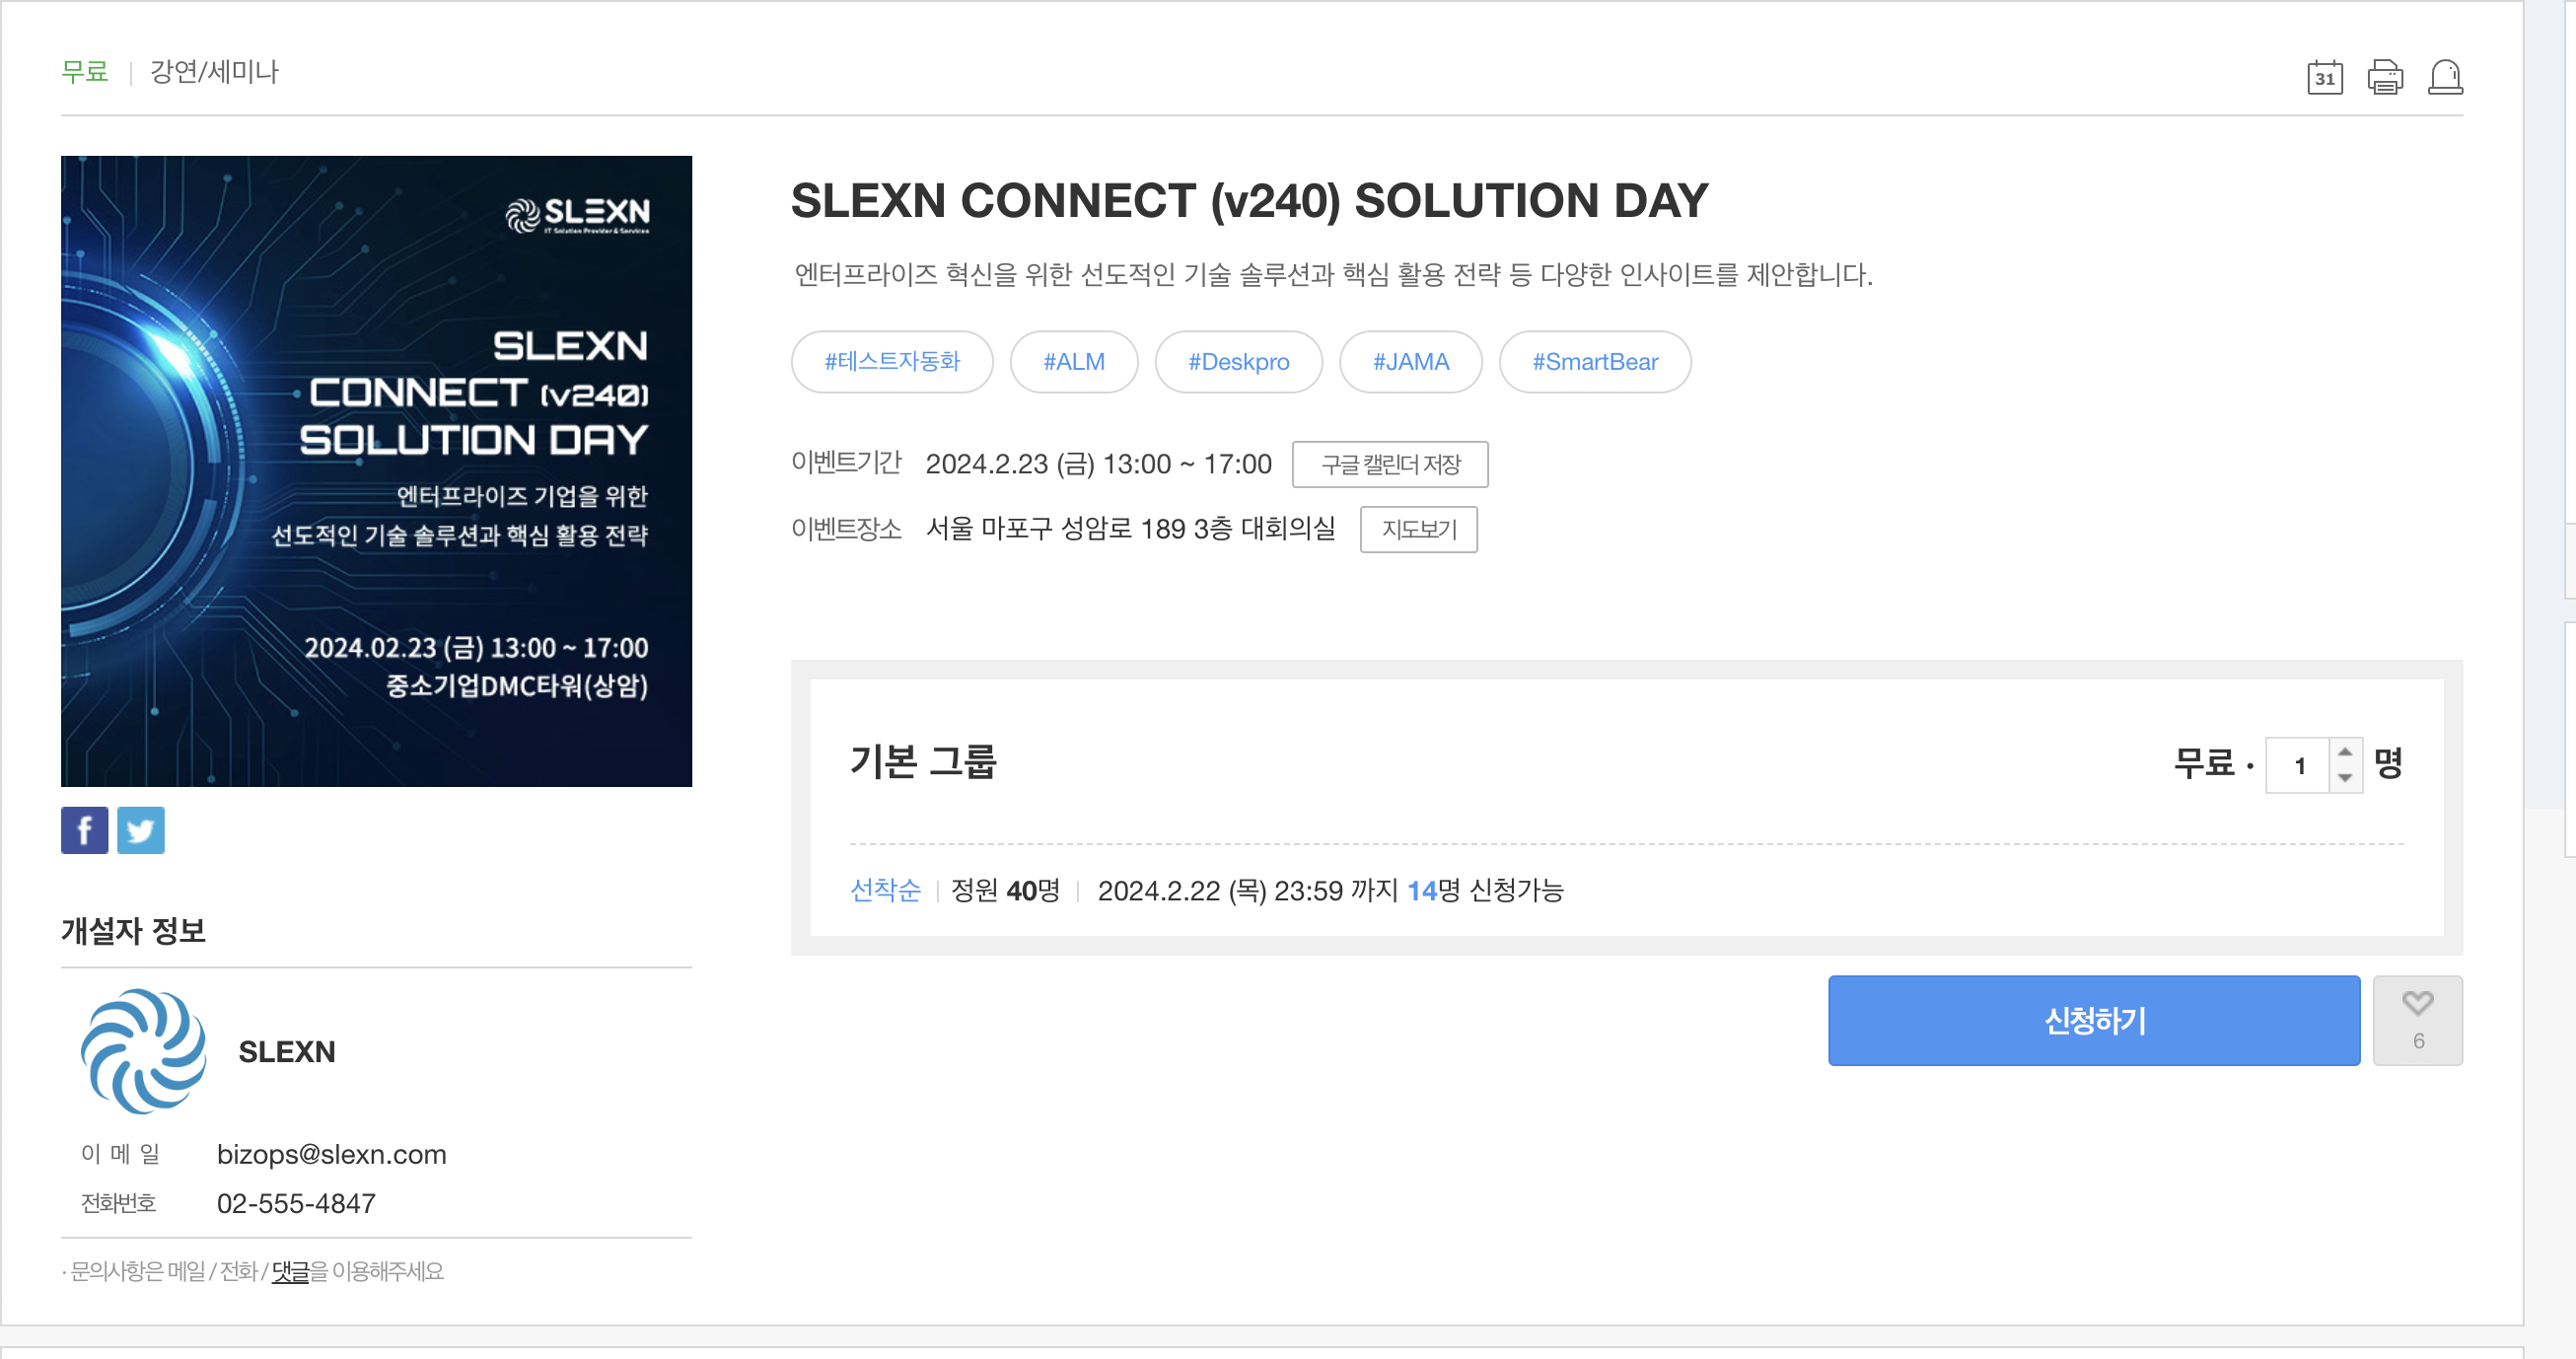 무료 | 강연/세미나
31
SLEXN
IT Solution Provider & Services
SLEXN
CONNECT (v240)
SOLUTION DAY
엔터프라이즈 기업을 위한
선도적인 기술 솔루션과 핵심 활용 전략
2024.02.23 (금) 13:00 ~ 17:00
중소기업DMC타워(상암)
f
개설자 정보
SLEXN
이 메 일 bizops@slexn.com
전화번호 02-555-4847
· 문의사항은 메일 / 전화 / 댓글을 이용해주세요
SLEXN CONNECT (v240) SOLUTION DAY
엔터프라이즈 혁신을 위한 선도적인 기술 솔루션과 핵심 활용 전략 등 다양한 인사이트를 제안합니다.
#테스트자동화 #ALM #Deskpro #JAMA #SmartBear
이벤트기간 2024.2.23 (금) 13:00 ~ 17:00 구글 캘린더 저장
이벤트장소 서울 마포구 성암로 189 3층 대회의실 지도보기
기본 그룹 무료 · 1 명
선착순 | 정원 40명 | 2024.2.22 (목) 23:59 까지 14명 신청가능
신청하기
6